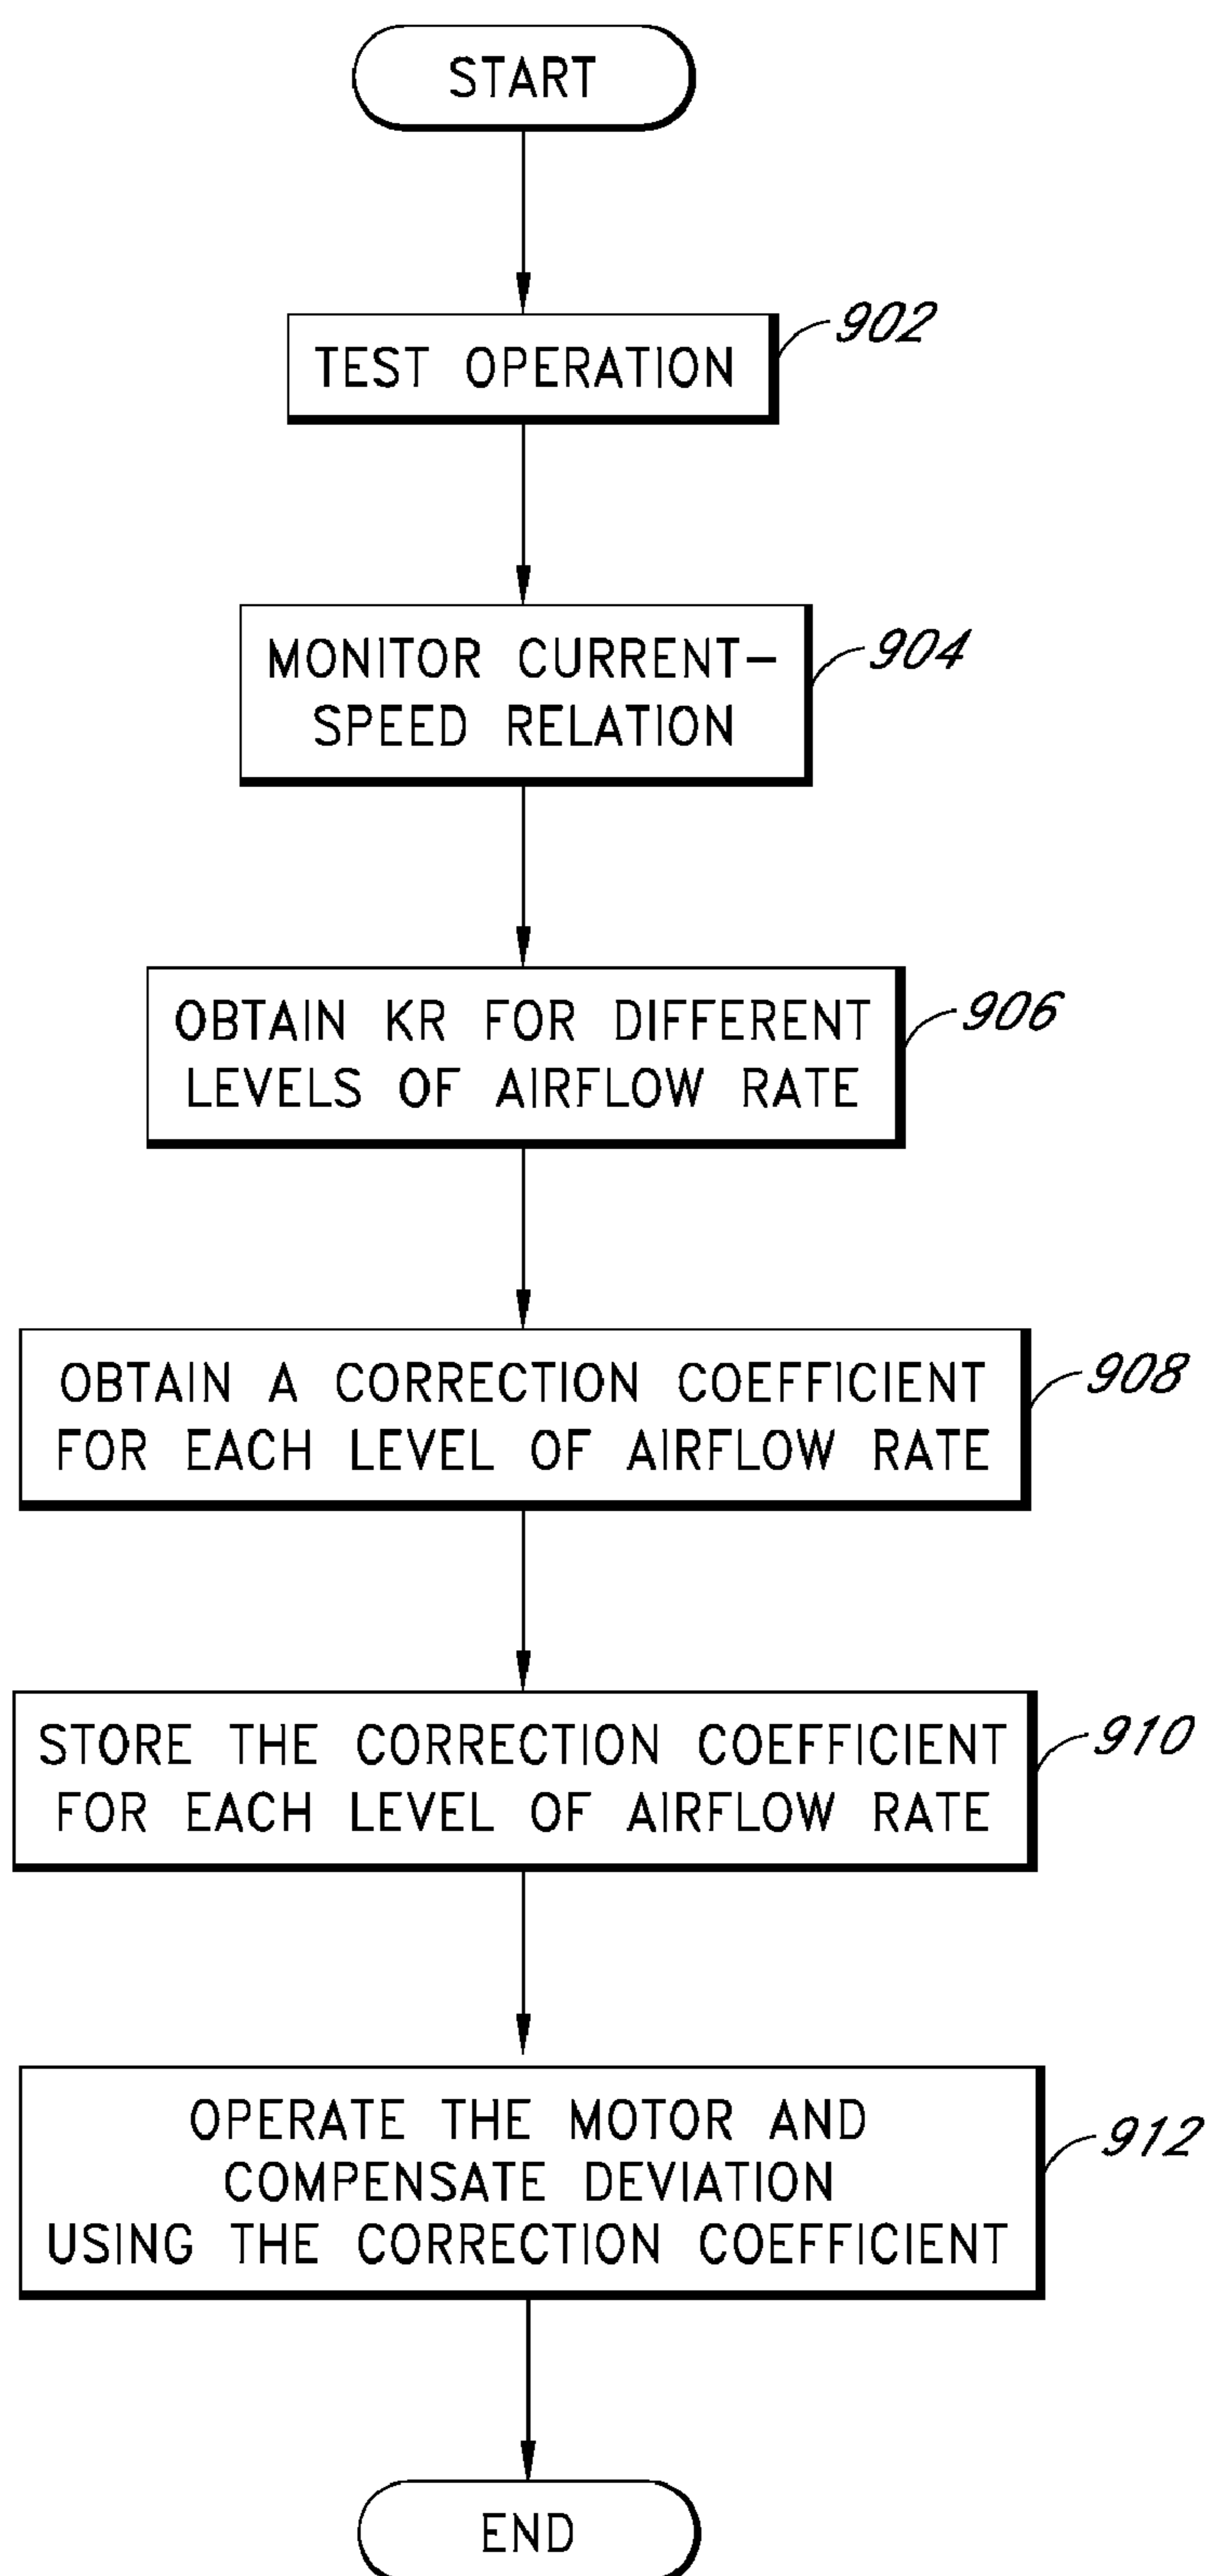 START
902
TEST OPERATION
904
MONITOR CURRENT-
SPEED RELATION
906
OBTAIN KR FOR DIFFERENT
LEVELS OF AIRFLOW RATE
908
OBTAIN A CORRECTION COEFFICIENT
FOR EACH LEVEL OF AIRFLOW RATE
910
STORE THE CORRECTION COEFFICIENT
FOR EACH LEVEL OF AIRFLOW RATE
912
OPERATE THE MOTOR AND
COMPENSATE DEVIATION
USING THE CORRECTION COEFFICIENT
END